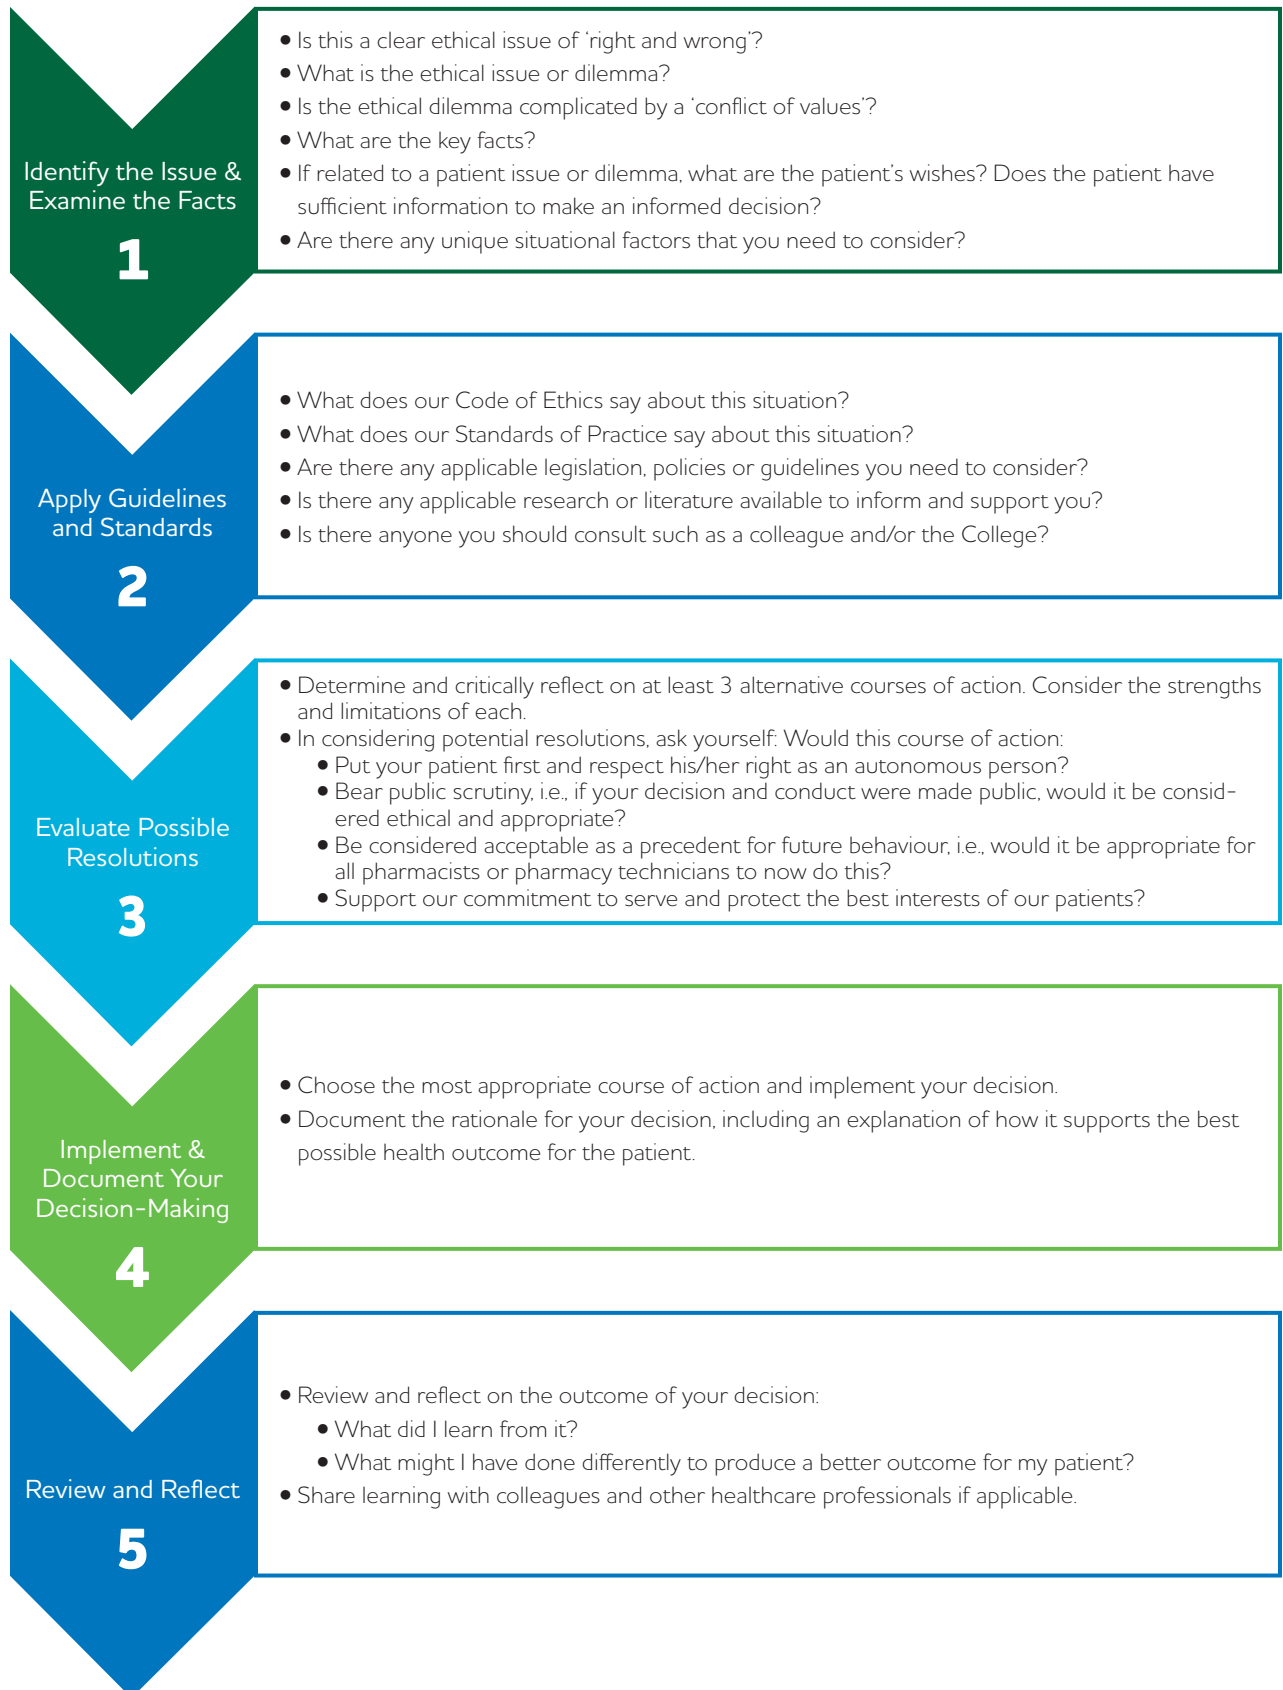 Identify the Issue &
Examine the Facts
1
• Is this a clear ethical issue of ‘right and wrong’?
• What is the ethical issue or dilemma?
• Is the ethical dilemma complicated by a ‘conflict of values’?
• What are the key facts?
• If related to a patient issue or dilemma, what are the patient’s wishes? Does the patient have
sufficient information to make an informed decision?
• Are there any unique situational factors that you need to consider?
Apply Guidelines
and Standards
2
• What does our Code of Ethics say about this situation?
• What does our Standards of Practice say about this situation?
• Are there any applicable legislation, policies or guidelines you need to consider?
• Is there any applicable research or literature available to inform and support you?
• Is there anyone you should consult such as a colleague and/or the College?
Evaluate Possible
Resolutions
3
• Determine and critically reflect on at least 3 alternative courses of action. Consider the strengths
and limitations of each.
• In considering potential resolutions, ask yourself: Would this course of action:
• Put your patient first and respect his/her right as an autonomous person?
• Bear public scrutiny, i.e., if your decision and conduct were made public, would it be consid-
ered ethical and appropriate?
• Be considered acceptable as a precedent for future behaviour, i.e., would it be appropriate for
all pharmacists or pharmacy technicians to now do this?
• Support our commitment to serve and protect the best interests of our patients?
Implement &
Document Your
Decision-Making
4
• Choose the most appropriate course of action and implement your decision.
• Document the rationale for your decision, including an explanation of how it supports the best
possible health outcome for the patient.
Review and Reflect
5
• Review and reflect on the outcome of your decision:
• What did I learn from it?
• What might I have done differently to produce a better outcome for my patient?
• Share learning with colleagues and other healthcare professionals if applicable.